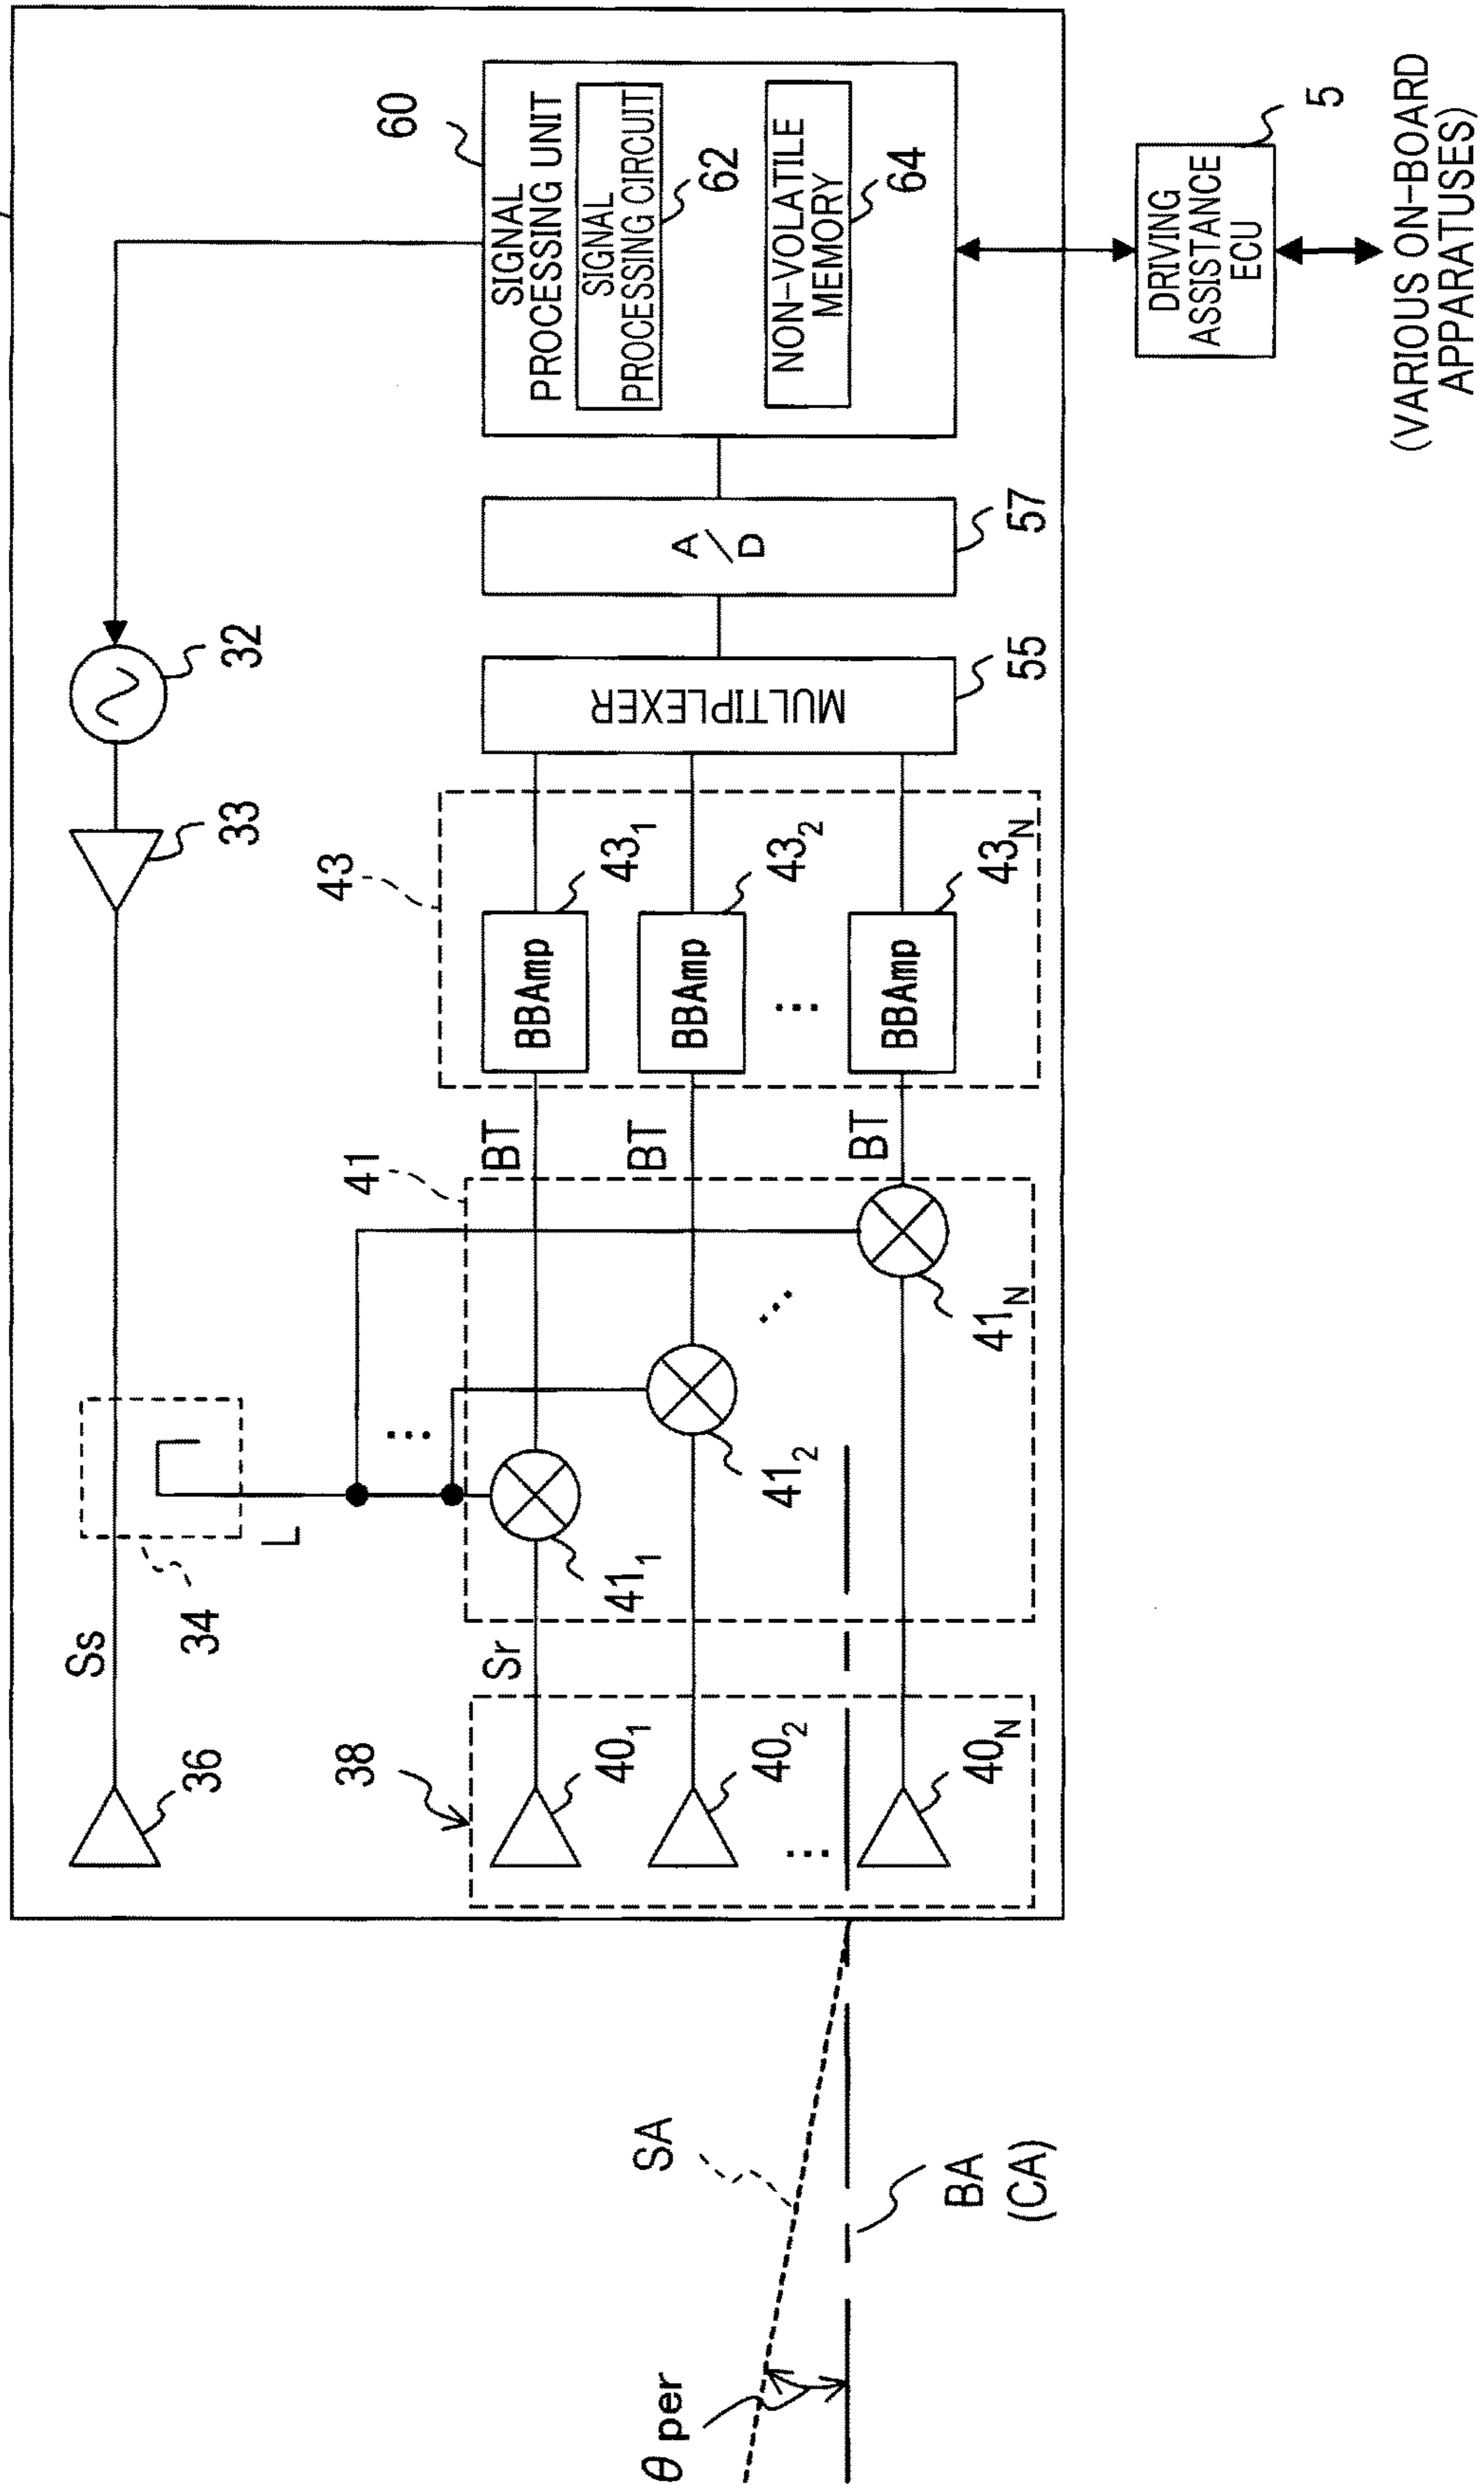 Ss
36
34
L
33
32
60
SIGNAL
PROCESSING UNIT
SIGNAL
PROCESSING CIRCUIT
62
NON-VOLATILE
MEMORY
64
38
Sr
40₁
40₂
⋮
40N
41
41₁
41₂
41N
BT
BT
BT
43
BBAmp
43₁
BBAmp
43₂
BBAmp
43N
MULTIPLEXER
55
A/D
57
DRIVING
ASSISTANCE
ECU
5
(VARIOUS ON-BOARD
APPARATUSES)
θ per
SA
BA
(CA)